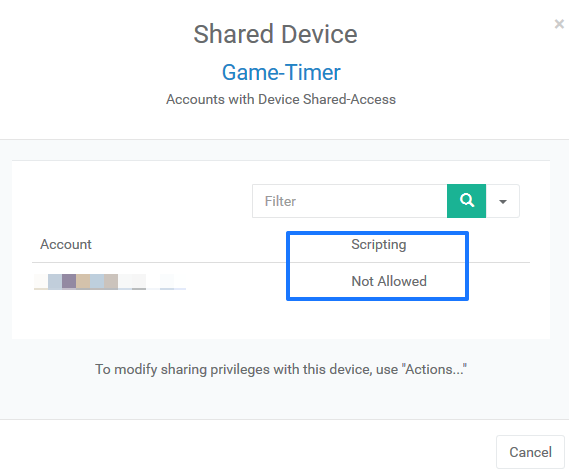 ×
Shared Device
Game-Timer
Accounts with Device Shared-Access
Filter
Account Scripting
Not Allowed
To modify sharing privileges with this device, use "Actions..."
Cancel